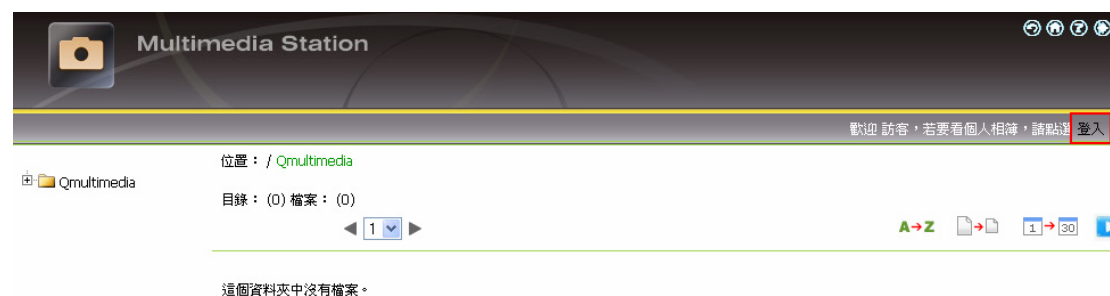 Multimedia Station
歡迎 訪客，若要看個人相簿，請點選 登入
位置： / Qmultimedia
Qmultimedia
目錄： (0) 檔案： (0)
1
A→Z
1→30
這個資料夾中沒有檔案。